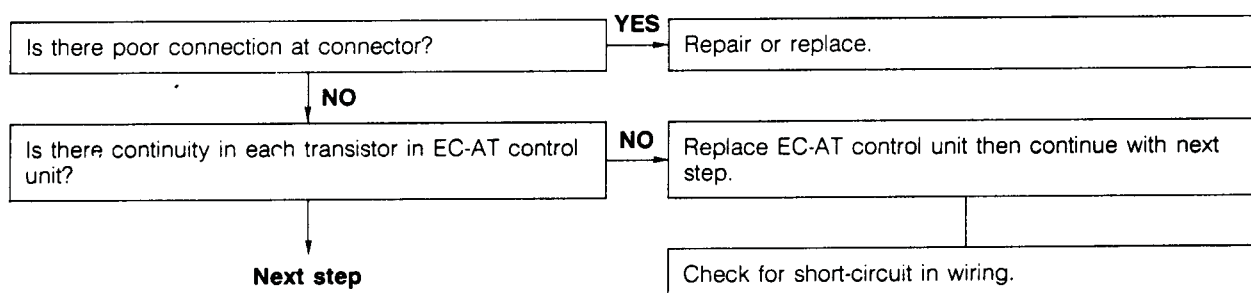 Is there poor connection at connector?
YES
Repair or replace.
NO
Is there continuity in each transistor in EC-AT control
unit?
NO
Replace EC-AT control unit then continue with next
step.
Next step
Check for short-circuit in wiring.